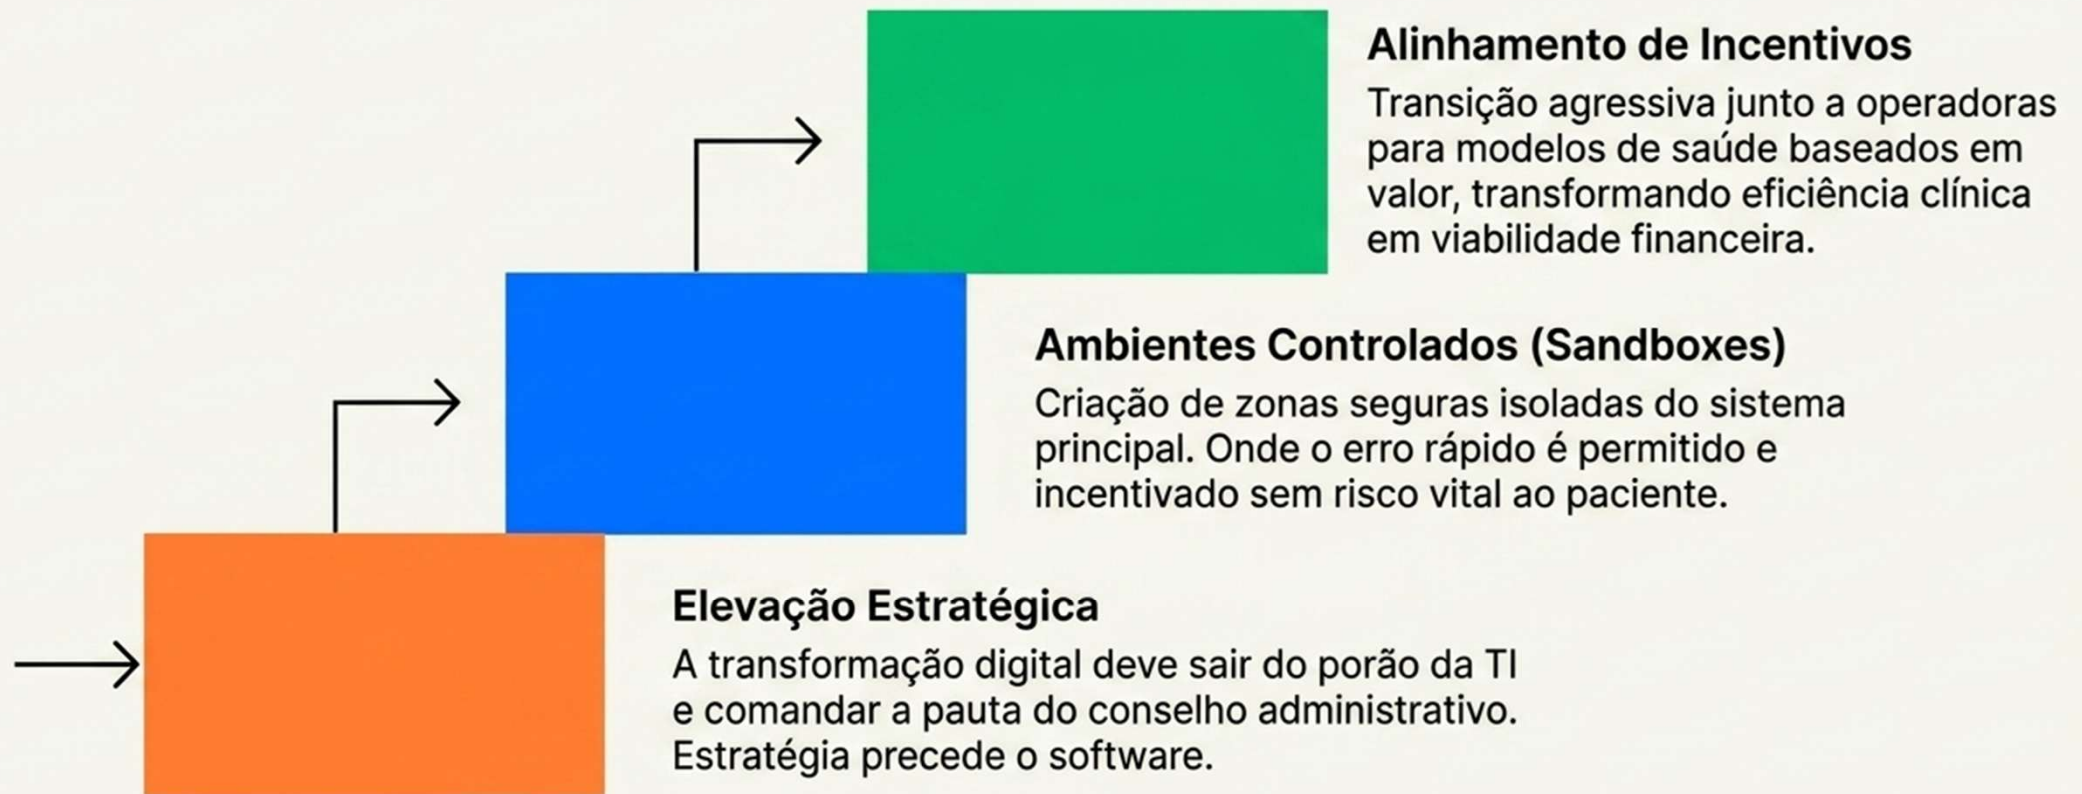 Alinhamento de Incentivos
Transição agressiva junto a operadoras
para modelos de saúde baseados em
valor, transformando eficiência clínica
em viabilidade financeira.
Ambientes Controlados (Sandboxes)
Criação de zonas seguras isoladas do sistema
principal. Onde o erro rápido é permitido e
incentivado sem risco vital ao paciente.
Elevação Estratégica
A transformação digital deve sair do porão da TI
e comandar a pauta do conselho administrativo.
Estratégia precede o software.